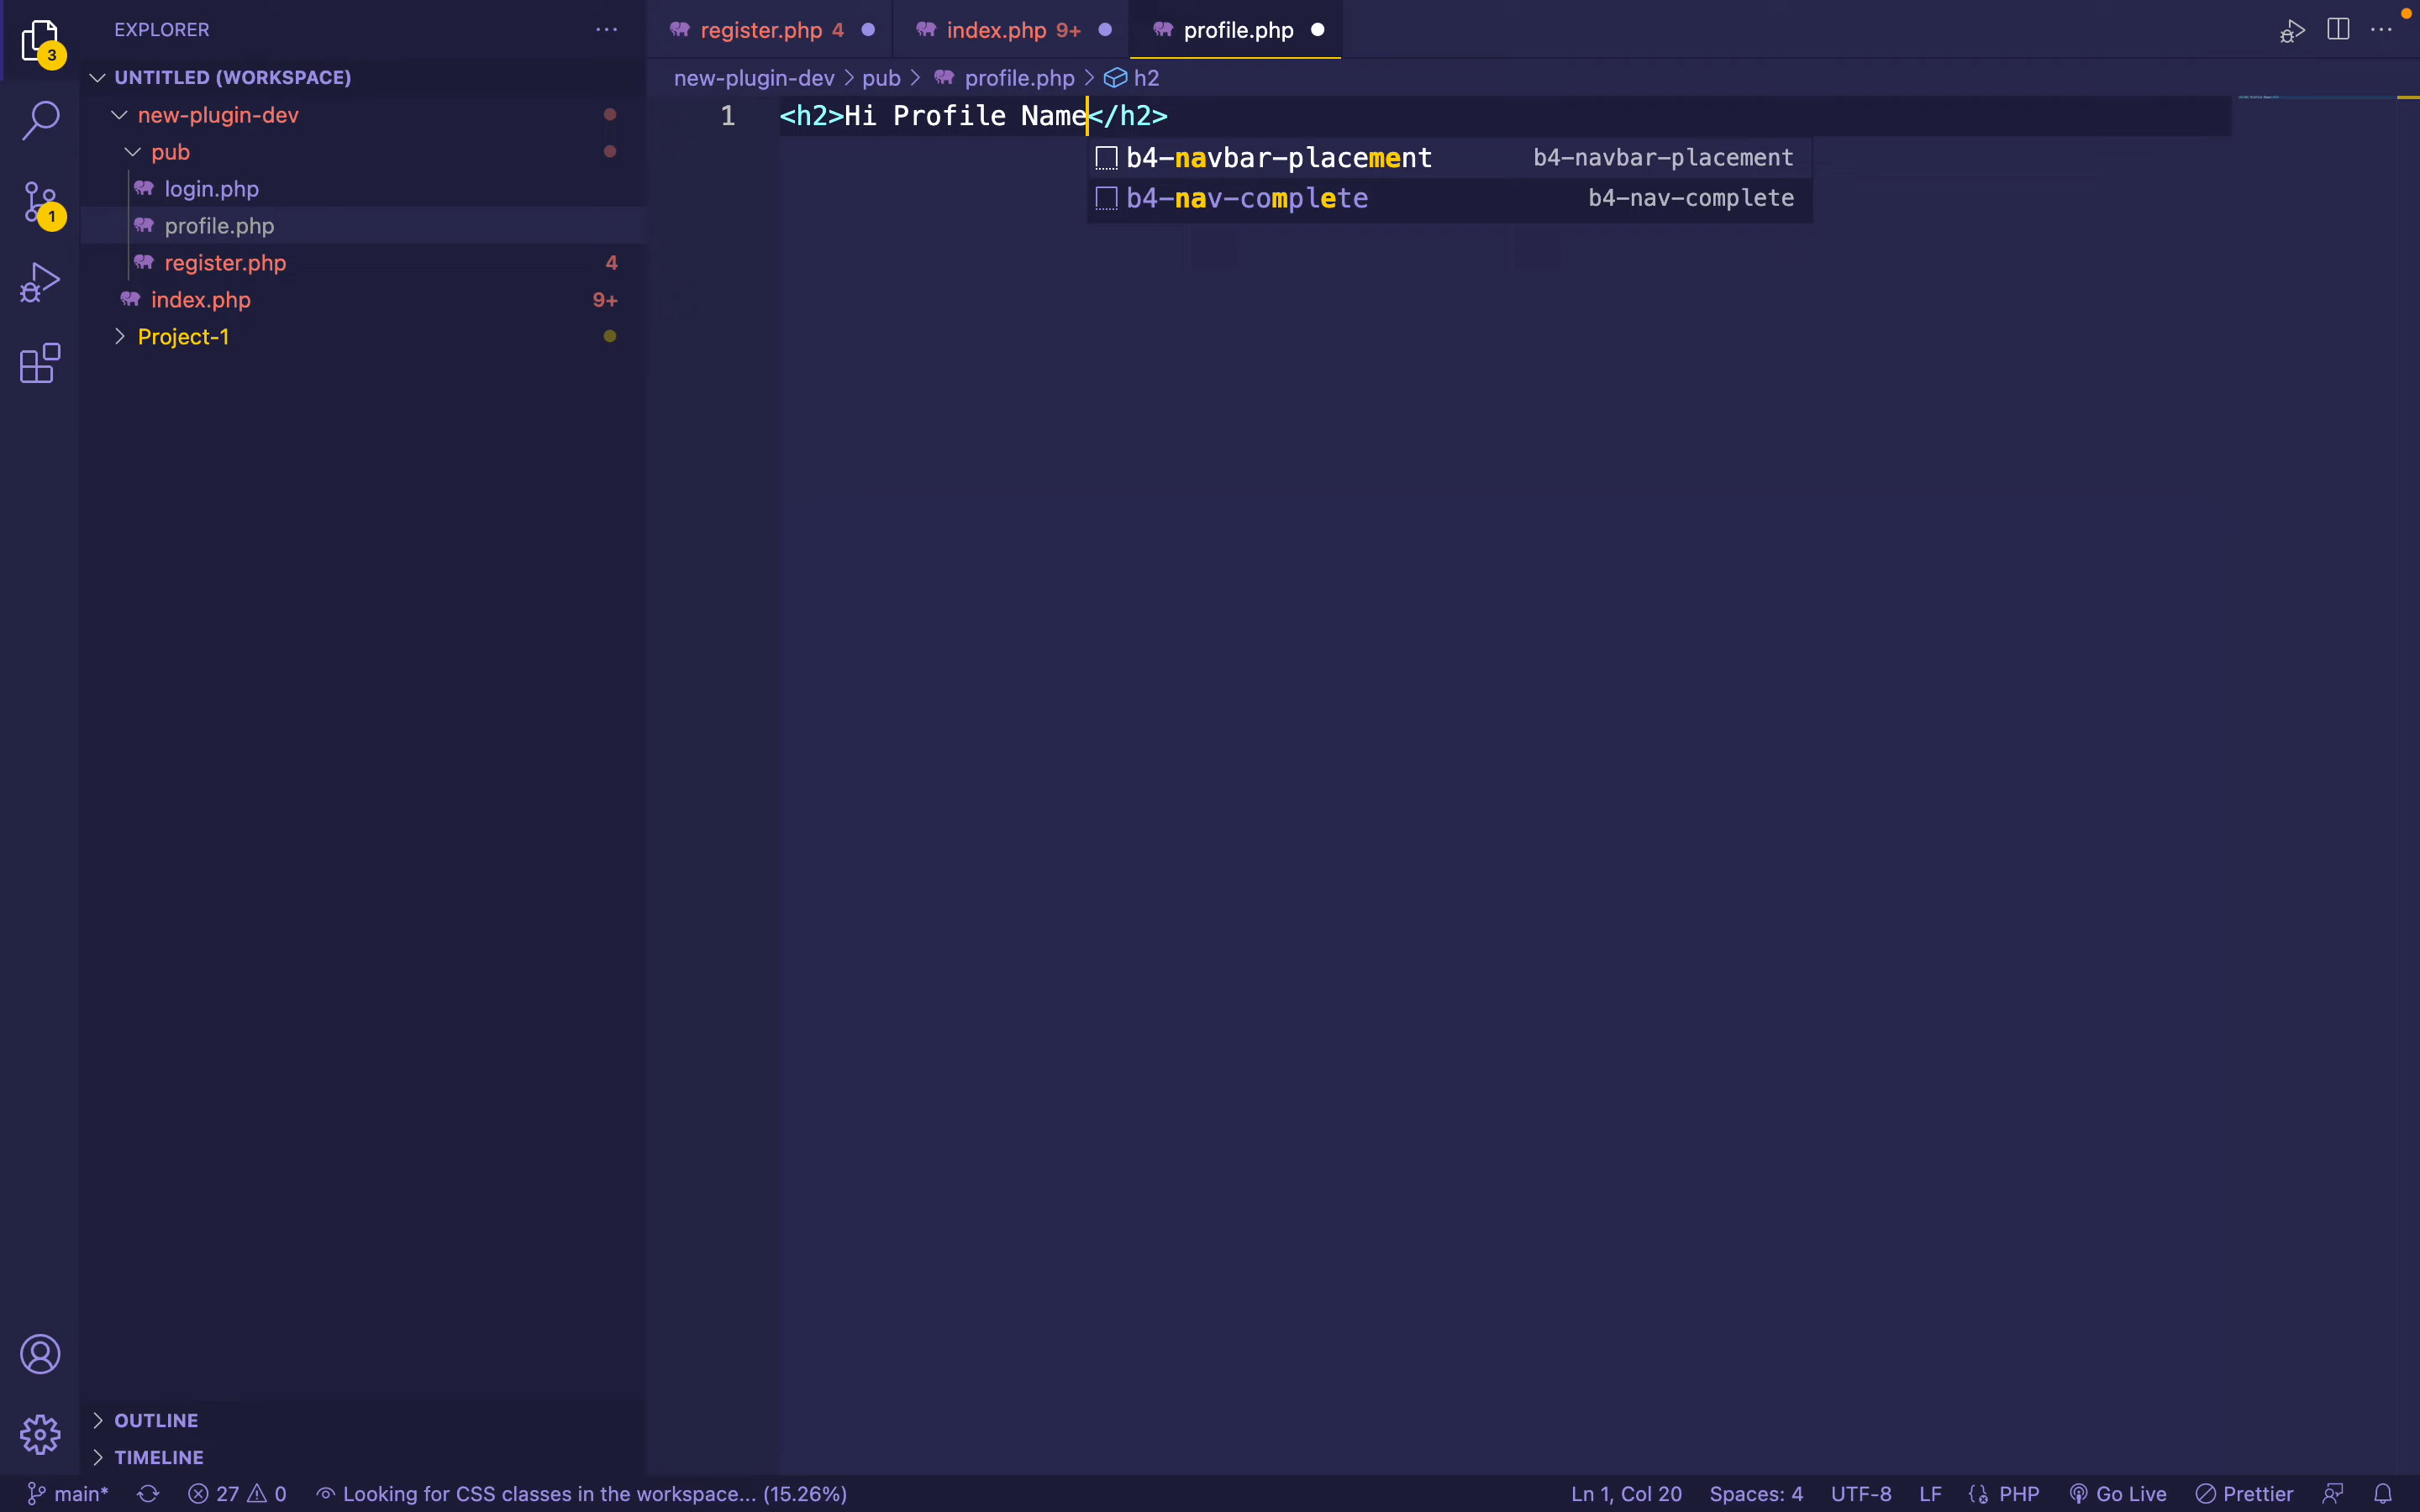 EXPLORER
register.php 4
index.php 9+
profile.php
3
UNTITLED (WORKSPACE)
new-plugin-dev > pub > profile.php > h2
new-plugin-dev
1 <h2>Hi Profile Name</h2>
pub
b4-navbar-placement b4-navbar-placement
login.php
b4-nav-complete b4-nav-complete
1
profile.php
register.php 4
index.php 9+
Project-1
OUTLINE
TIMELINE
main* 27 0 Looking for CSS classes in the workspace... (15.26%) Ln 1, Col 20 Spaces: 4 UTF-8 LF PHP Go Live Prettier